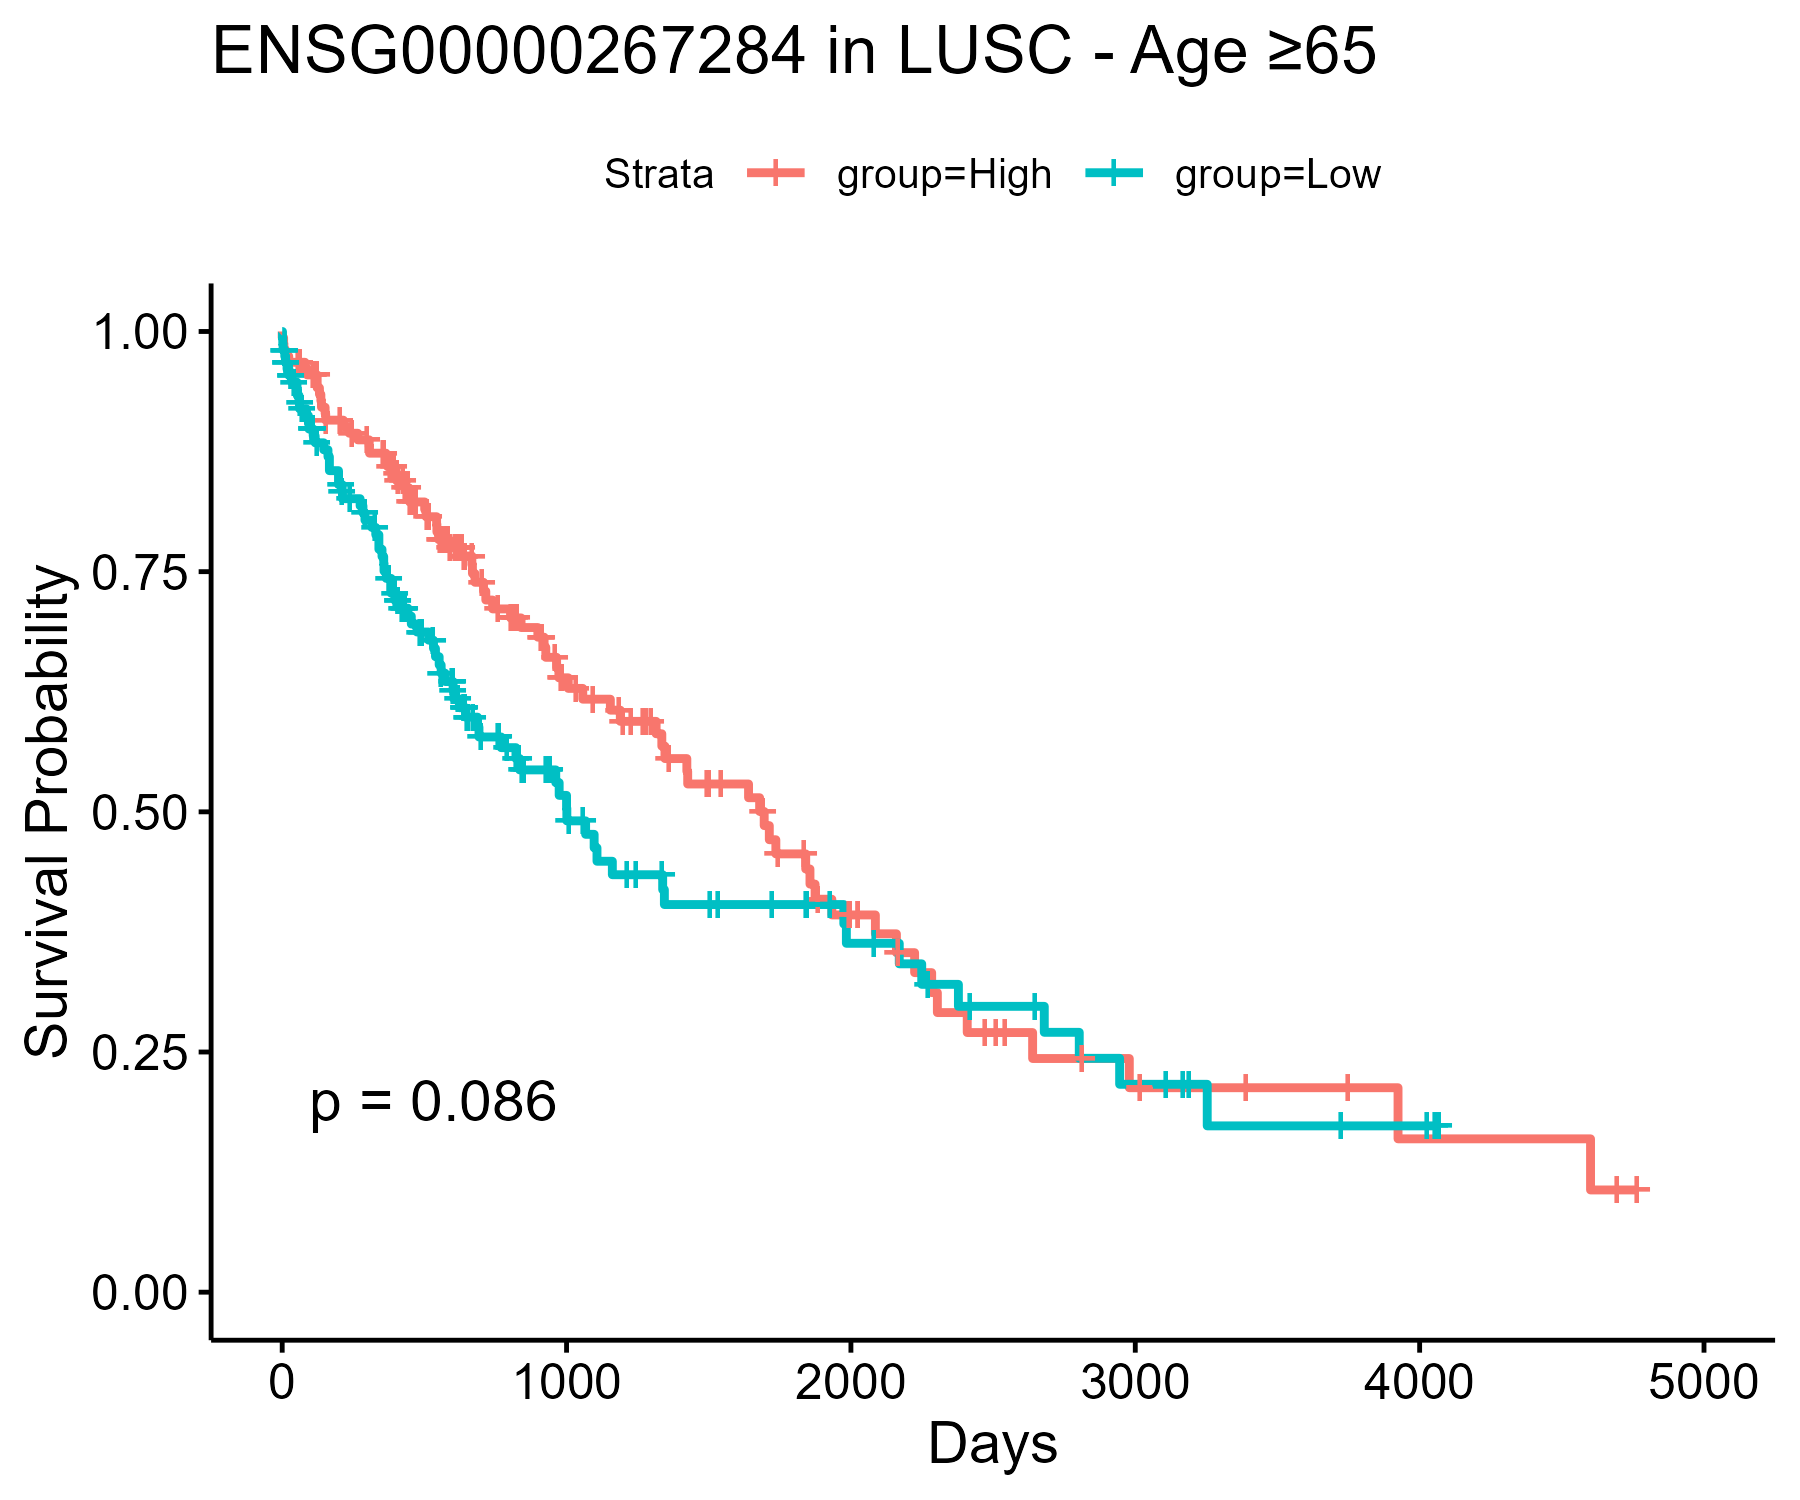 ENSG00000267284 in LUSC - Age ≥65
Strata group=High group=Low
1.00
0.75
0.50
0.25
0.00
Survival Probability
p = 0.086
0 1000 2000 3000 4000 5000
Days